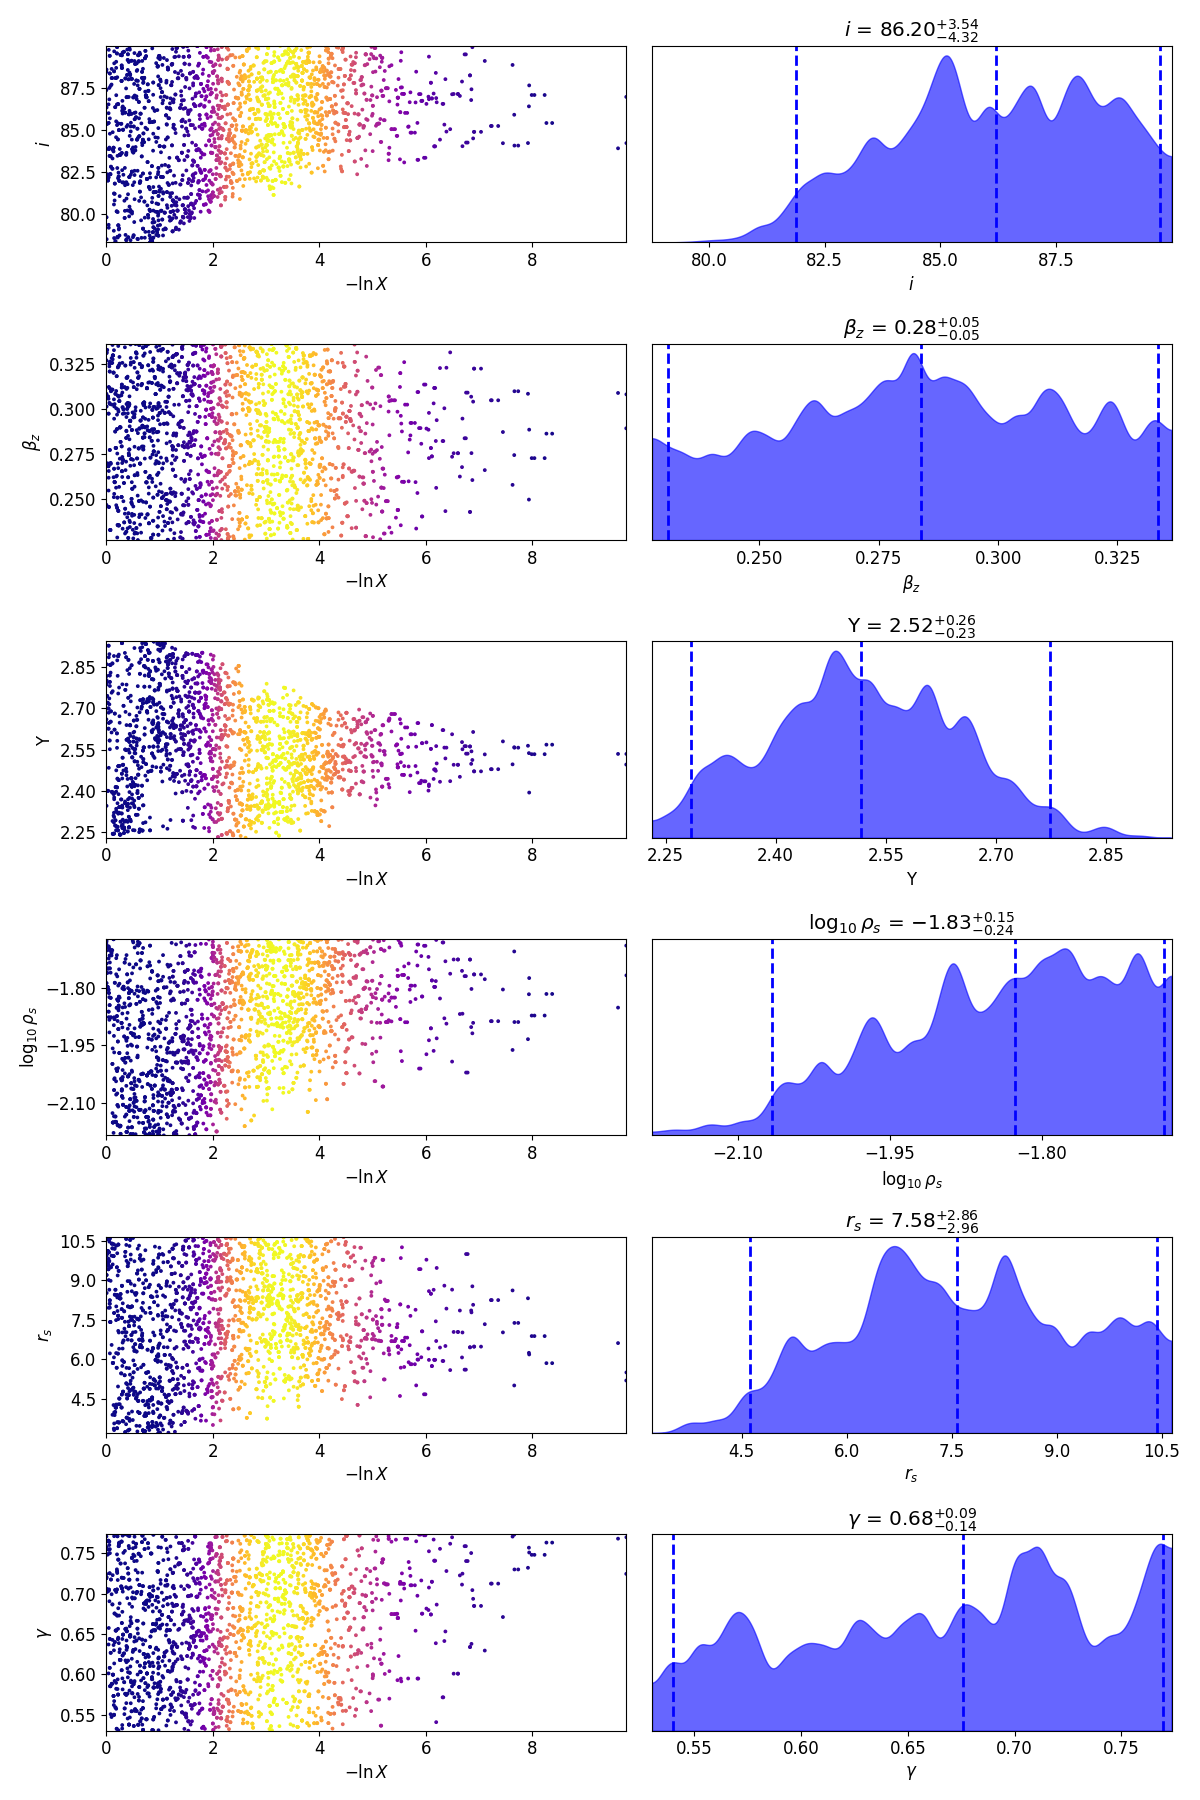 i = 86.20^{+3.54}_{-4.32}
i
87.5
85.0
82.5
80.0
0 2 4 6 8
−ln X
80.0 82.5 85.0 87.5
i
β_z = 0.28^{+0.05}_{-0.05}
β_z
0.325
0.300
0.275
0.250
0 2 4 6 8
−ln X
0.250 0.275 0.300 0.325
β_z
Y = 2.52^{+0.26}_{-0.23}
Y
2.85
2.70
2.55
2.40
2.25
0 2 4 6 8
−ln X
2.25 2.40 2.55 2.70 2.85
Y
log₁₀ ρ_s = −1.83^{+0.15}_{-0.24}
log₁₀ ρ_s
−1.80
−1.95
−2.10
0 2 4 6 8
−ln X
−2.10 −1.95 −1.80
log₁₀ ρ_s
r_s = 7.58^{+2.86}_{-2.96}
r_s
10.5
9.0
7.5
6.0
4.5
0 2 4 6 8
−ln X
4.5 6.0 7.5 9.0 10.5
r_s
γ = 0.68^{+0.09}_{-0.14}
γ
0.75
0.70
0.65
0.60
0.55
0 2 4 6 8
−ln X
0.55 0.60 0.65 0.70 0.75
γ